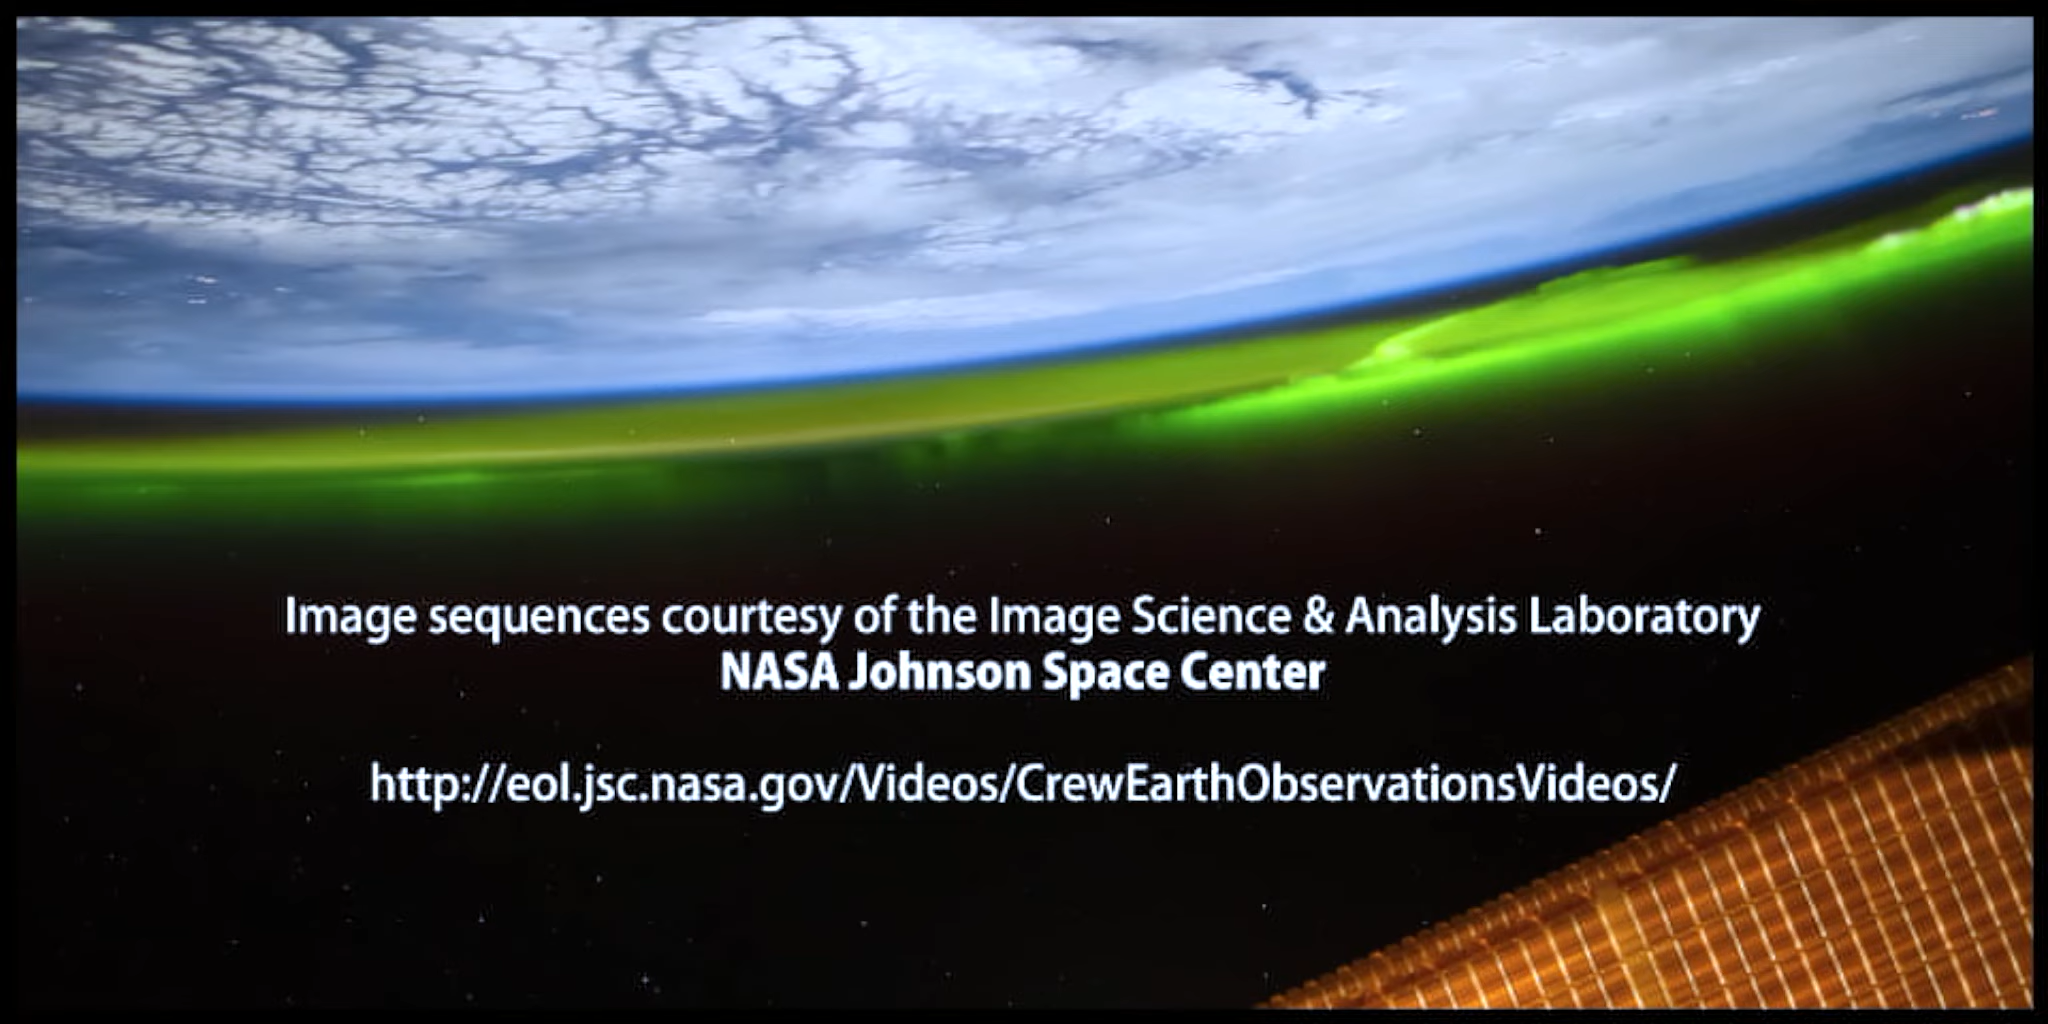 Image sequences courtesy of the Image Science & Analysis Laboratory
NASA Johnson Space Center
http://eol.jsc.nasa.gov/Videos/CrewEarthObservationsVideos/